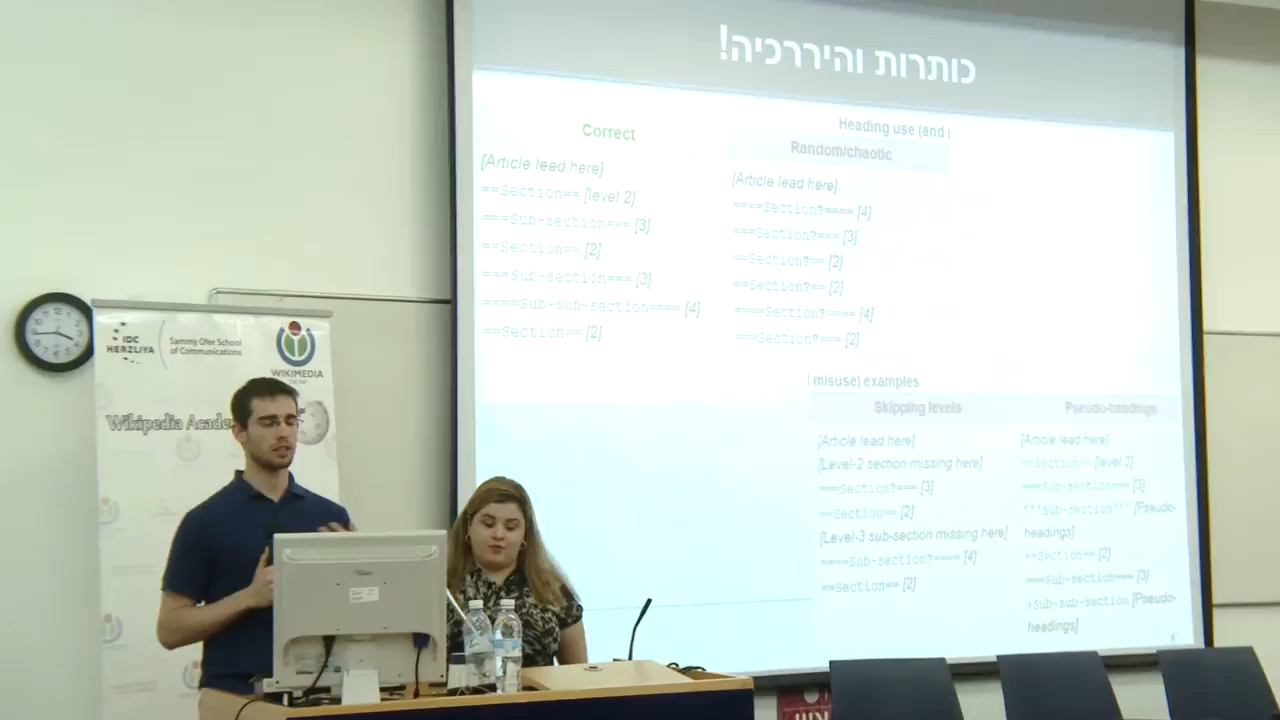 כותרות והיררכיה!
Heading use (and
Correct
[Article lead here]
==Section== [level 2]
===Sub-section=== [3]
==Section== [2]
===Sub-section=== [3]
====Sub-sub-section==== [4]
==Section== [2]
Random/chaotic
[Article lead here]
====Section?==== [4]
===Section?=== [3]
==Section?== [2]
==Section?== [2]
====Section?==== [4]
===Section?=== [2]
misuse) examples
Skipping levels
[Article lead here]
[Level-2 section missing here]
===Section?=== [3]
==Section== [2]
[Level-3 sub-section missing here]
====Sub-section?==== [4]
==Section== [2]
Pseudo-headings
[Article lead here]
==Section== [level 2]
===Sub-section=== [3]
'''Sub-section''' [Pseudo-
headings]
==Section== [2]
===Sub-section=== [3]
;Sub-sub-section [Pseudo-
headings]
IDC
HERZLIYA
Sammy Ofer School
of Communications
WIKIMEDIA
Wikipedia